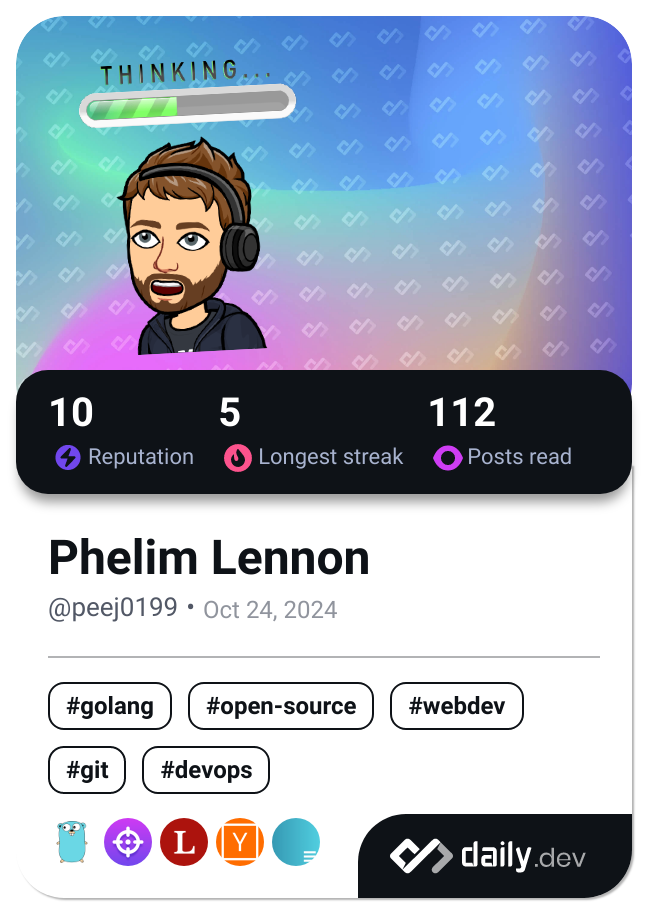 THINKING...
10 5 112
Reputation Longest streak Posts read
Phelim Lennon
@peej0199 • Oct 24, 2024
#golang #open-source #webdev
#git #devops
L Y
daily.dev